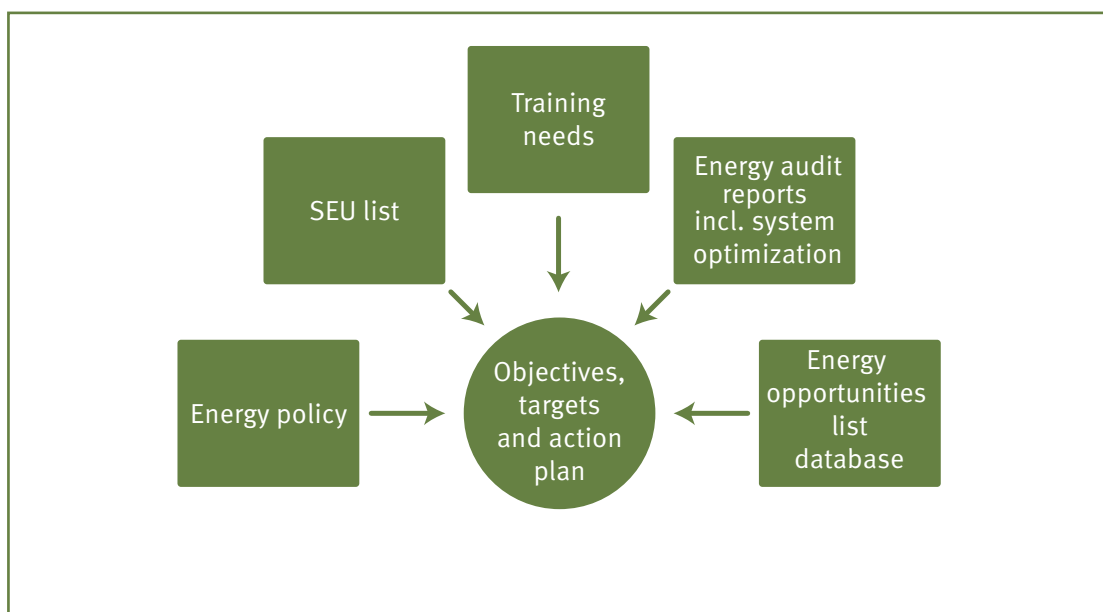 Training
needs
SEU list
Energy audit
reports
incl. system
optimization
Energy policy
Objectives,
targets
and action
plan
Energy
opportunities
list
database